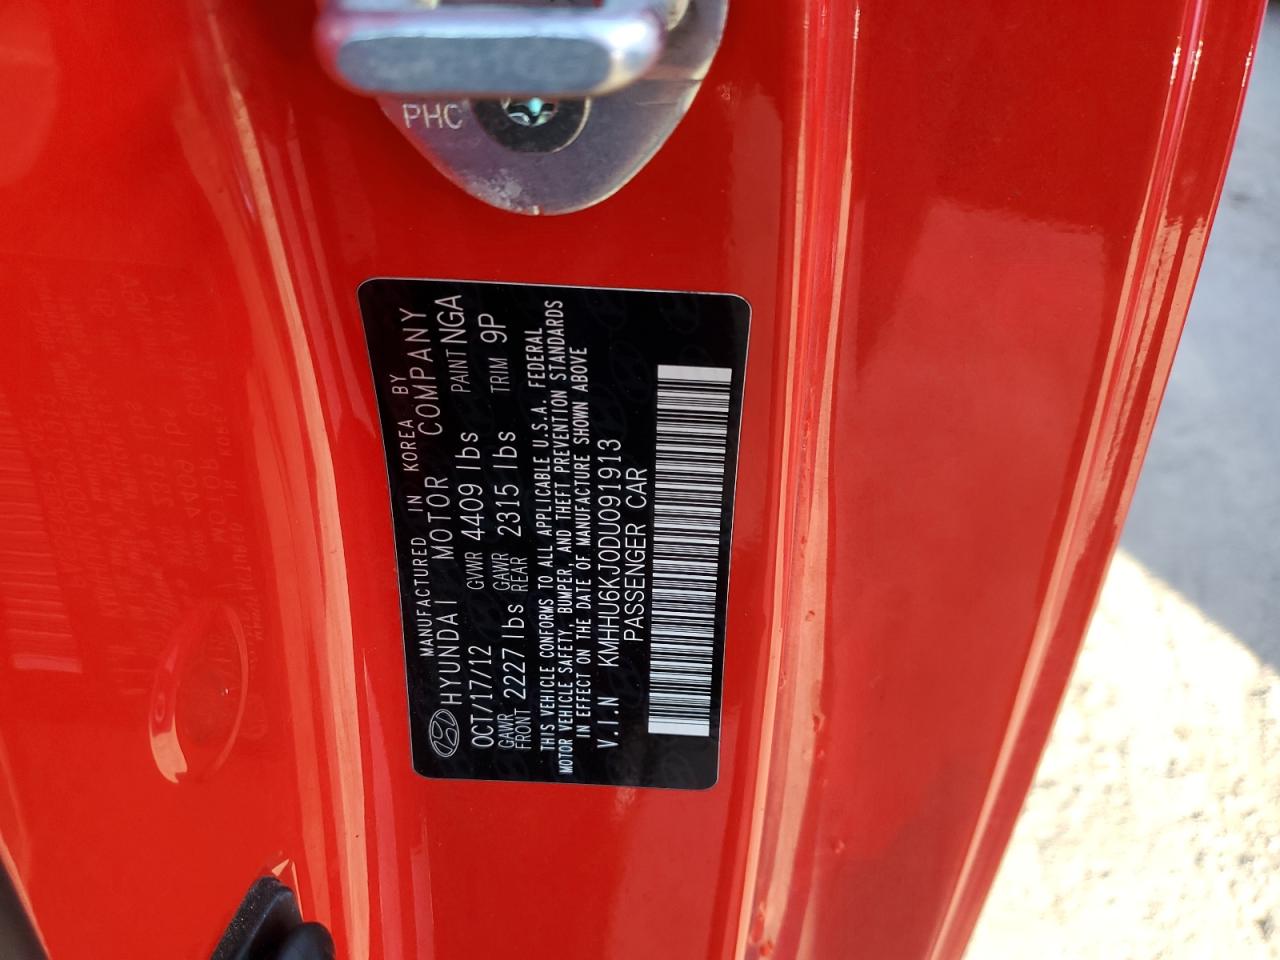 PHC
MANUFACTURED IN KOREA BY
HYUNDAI MOTOR COMPANY
OCT/17/12 GVWR 4409 lbs PAINT NGA
GAWR FRONT 2227 lbs GAWR REAR 2315 lbs TRIM 9P
THIS VEHICLE CONFORMS TO ALL APPLICABLE U.S.A. FEDERAL
MOTOR VEHICLE SAFETY, BUMPER, AND THEFT PREVENTION STANDARDS
IN EFFECT ON THE DATE OF MANUFACTURE SHOWN ABOVE
V.I.N KMHHU6KJ0DU091913
PASSENGER CAR